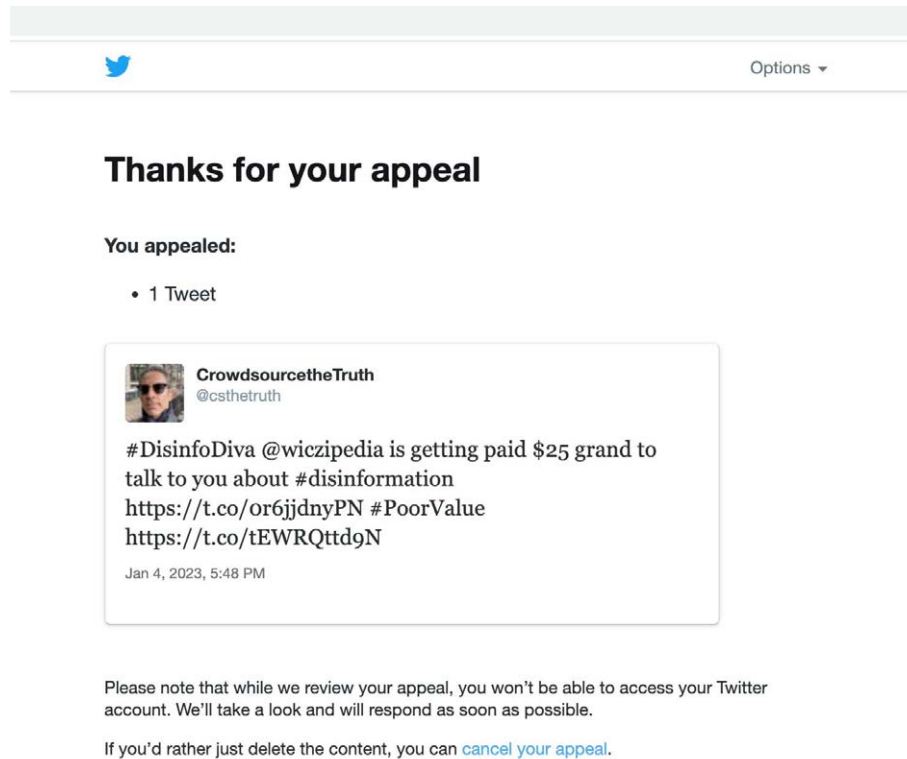 Options
Thanks for your appeal
You appealed:
• 1 Tweet
CrowdsourcetheTruth
@csthetruth
#DisinfoDiva @wiczipedia is getting paid $25 grand to
talk to you about #disinformation
https://t.co/0r6jjdnyPN #PoorValue
https://t.co/tEWRQttd9N
Jan 4, 2023, 5:48 PM
Please note that while we review your appeal, you won’t be able to access your Twitter
account. We’ll take a look and will respond as soon as possible.
If you’d rather just delete the content, you can cancel your appeal.